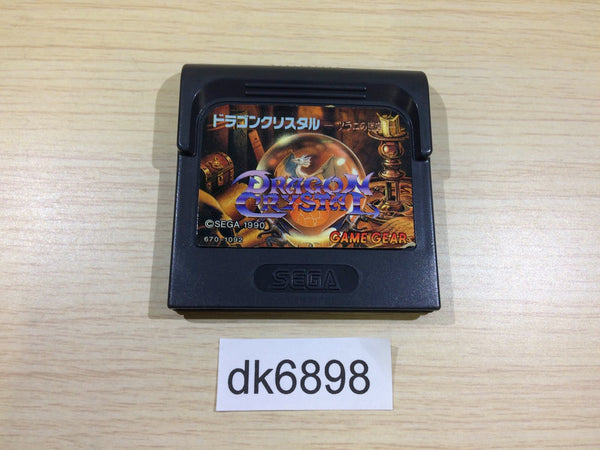 ドラゴンクリスタル
DRAGON
CRYSTAL
©SEGA 1990
670-1092
GAME GEAR
SEGA
dk6898